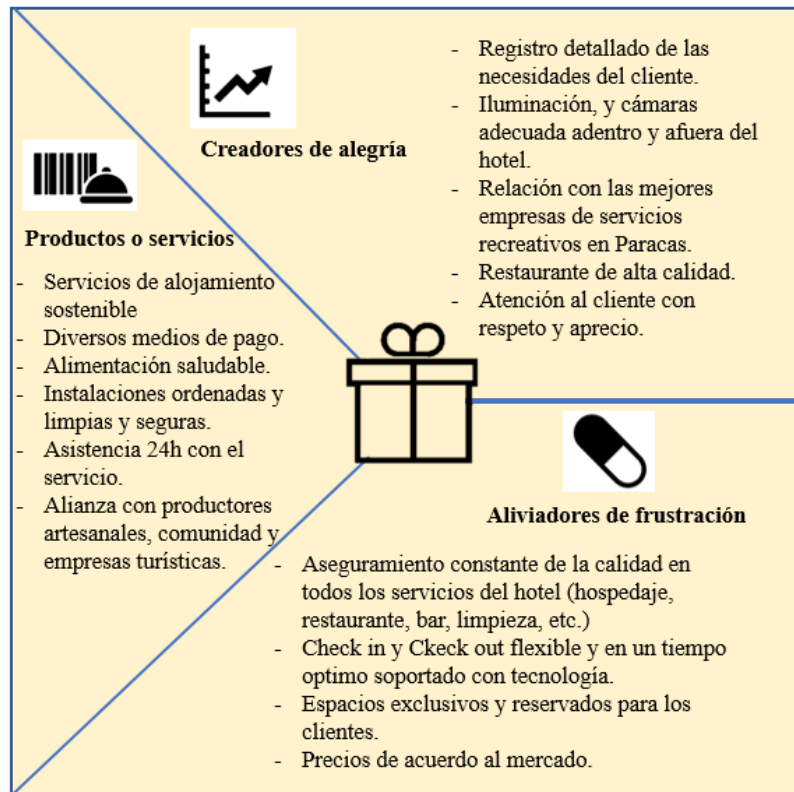 Creadores de alegría
- Registro detallado de las
necesidades del cliente.
- Iluminación, y cámaras
adecuada adentro y afuera del
hotel.
- Relación con las mejores
empresas de servicios
recreativos en Paracas.
- Restaurante de alta calidad.
- Atención al cliente con
respeto y aprecio.
Productos o servicios
- Servicios de alojamiento
sostenible
- Diversos medios de pago.
- Alimentación saludable.
- Instalaciones ordenadas y
limpias y seguras.
- Asistencia 24h con el
servicio.
- Alianza con productores
artesanales, comunidad y
empresas turísticas.
Aliviadores de frustración
- Aseguramiento constante de la calidad en
todos los servicios del hotel (hospedaje,
restaurante, bar, limpieza, etc.)
- Check in y Ckeck out flexible y en un tiempo
optimo soportado con tecnología.
- Espacios exclusivos y reservados para los
clientes.
- Precios de acuerdo al mercado.